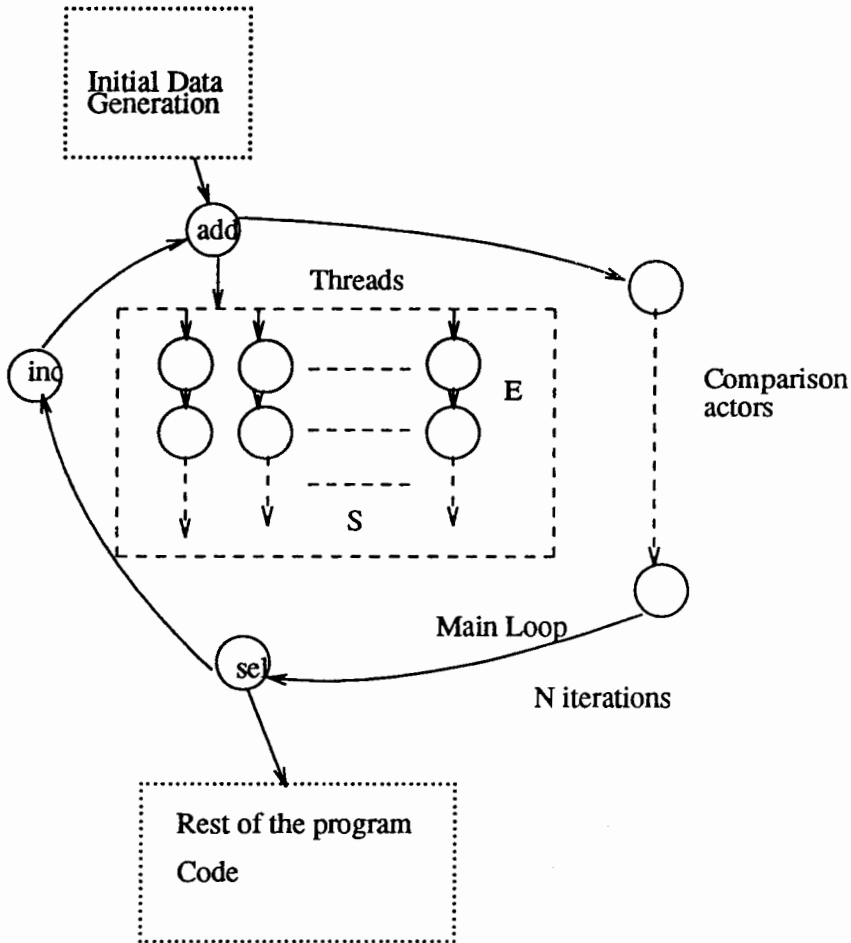 Initial Data
Generation
add
Threads
inc
E
Comparison
actors
S
Main Loop
sel
N iterations
Rest of the program
Code